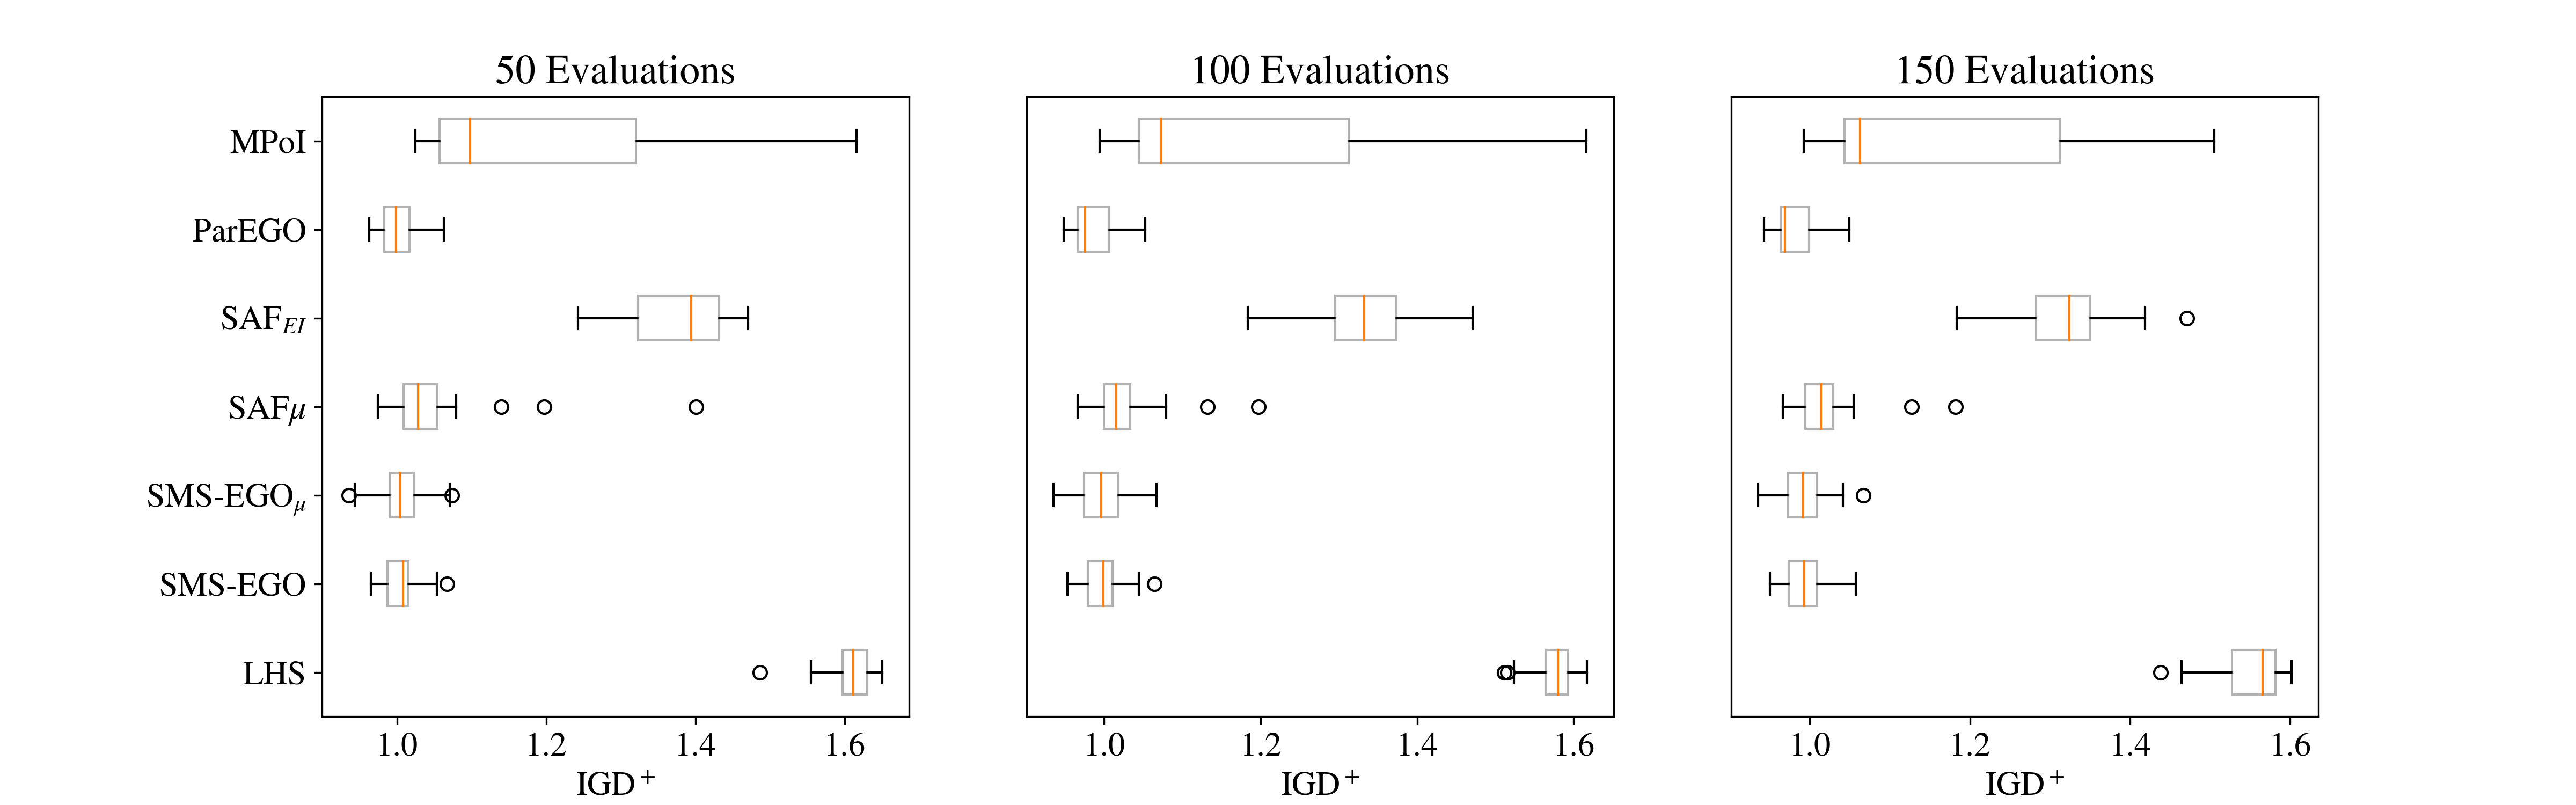 50 Evaluations
100 Evaluations
150 Evaluations
MPoI
ParEGO
SAF_EI
SAFμ
SMS-EGO_μ
SMS-EGO
LHS
1.0 1.2 1.4 1.6
1.0 1.2 1.4 1.6
1.0 1.2 1.4 1.6
IGD⁺
IGD⁺
IGD⁺